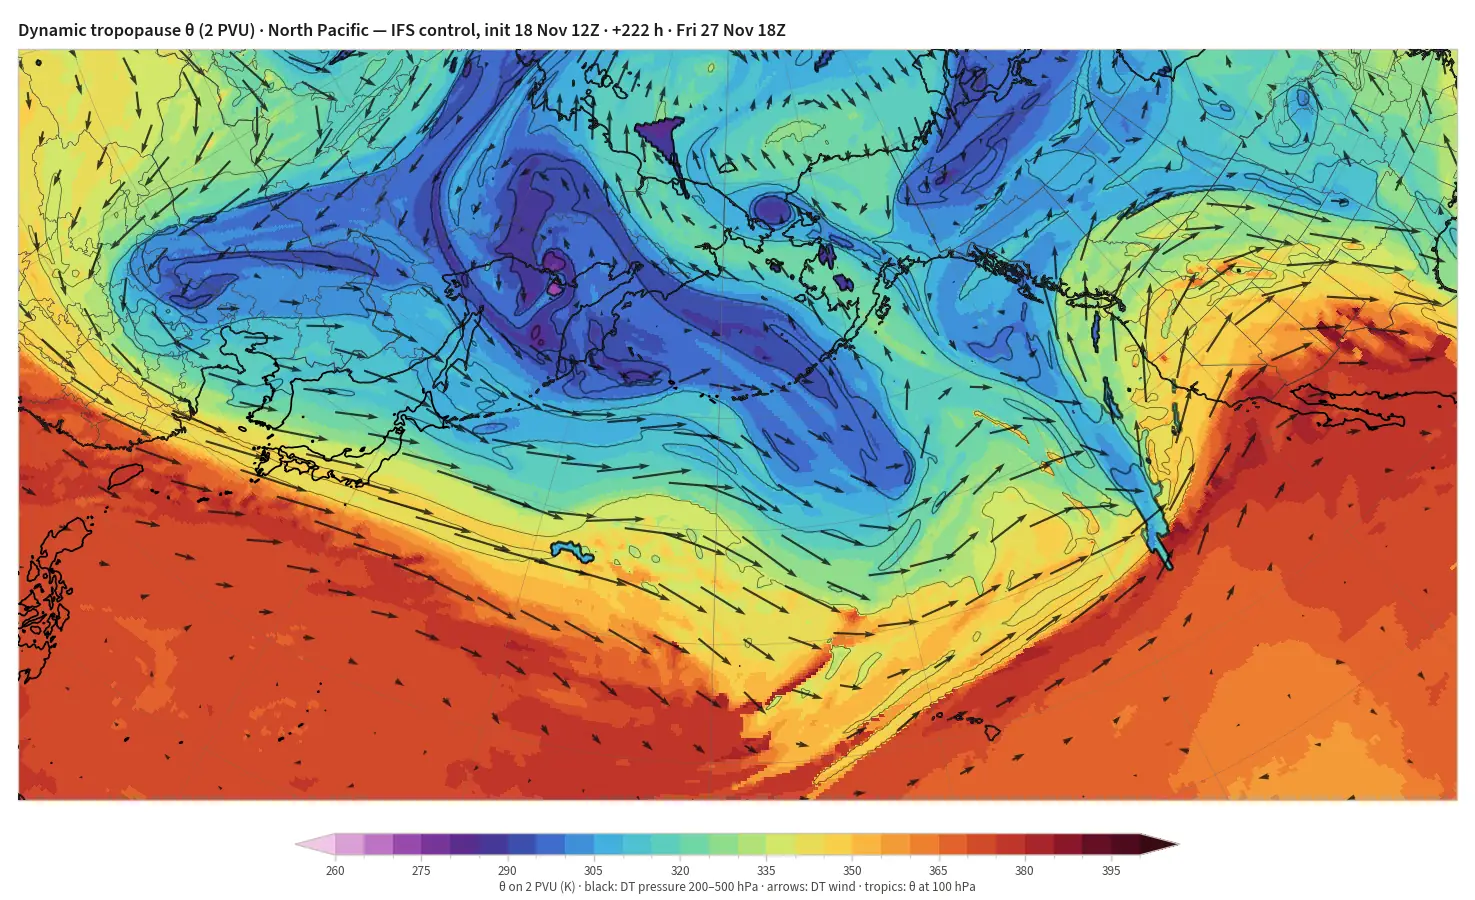 Dynamic tropopause θ (2 PVU) · North Pacific — IFS control, init 18 Nov 12Z · +222 h · Fri 27 Nov 18Z
260 275 290 305 320 335 350 365 380 395
θ on 2 PVU (K) · black: DT pressure 200–500 hPa · arrows: DT wind · tropics: θ at 100 hPa